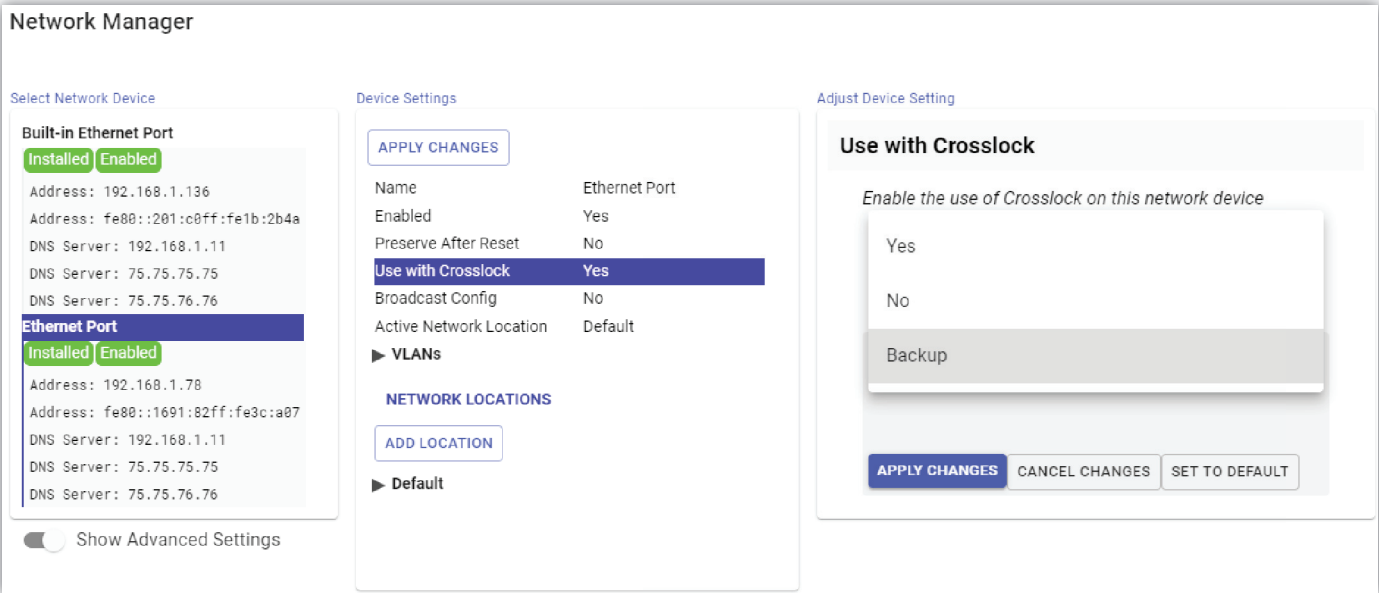 Network Manager
Select Network Device
Built-in Ethernet Port
Installed Enabled
Address: 192.168.1.136
Address: fe80::201:c0ff:fe1b:2b4a
DNS Server: 192.168.1.11
DNS Server: 75.75.75.75
DNS Server: 75.75.76.76
Ethernet Port
Installed Enabled
Address: 192.168.1.78
Address: fe80::1691:82ff:fe3c:a07
DNS Server: 192.168.1.11
DNS Server: 75.75.75.75
DNS Server: 75.75.76.76
Show Advanced Settings
Device Settings
APPLY CHANGES
Name Ethernet Port
Enabled Yes
Preserve After Reset No
Use with Crosslock Yes
Broadcast Config No
Active Network Location Default
VLANs
NETWORK LOCATIONS
ADD LOCATION
Default
Adjust Device Setting
Use with Crosslock
Enable the use of Crosslock on this network device
Yes
No
Backup
APPLY CHANGES CANCEL CHANGES SET TO DEFAULT